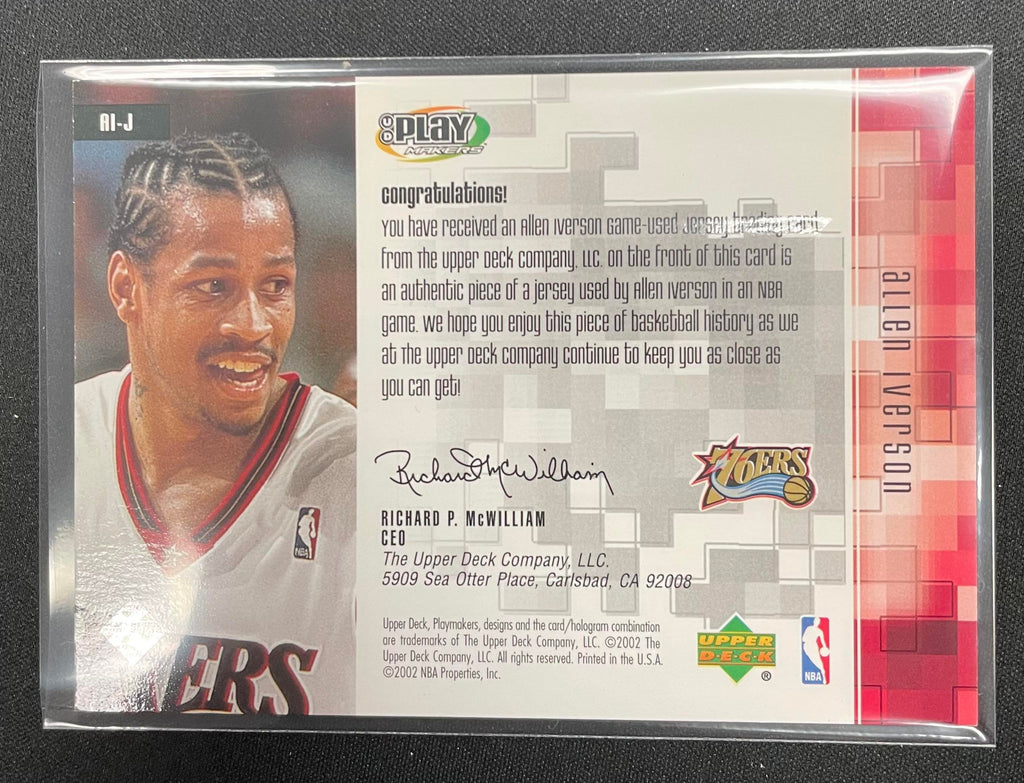 AI-J
UD PLAY
MAKERS™
congratulations!
you have received an Allen Iverson Game-used Jersey trading card
from the upper deck company, LLC. on the front of this card is
an authentic piece of a jersey used by Allen Iverson in an NBA
game. we hope you enjoy this piece of basketball history as we
at the upper deck company continue to keep you as close as
you can get!
Richard McWilliam
76ERS
RICHARD P. McWILLIAM
CEO
The Upper Deck Company, LLC.
5909 Sea Otter Place, Carlsbad, CA 92008
Upper Deck, Playmakers, designs and the card/hologram combination
are trademarks of The Upper Deck Company, LLC. ©2002 The
Upper Deck Company, LLC. All rights reserved. Printed in the U.S.A.
©2002 NBA Properties, Inc.
UPPER
DECK®
NBA
allen iverson
NBA
ERS